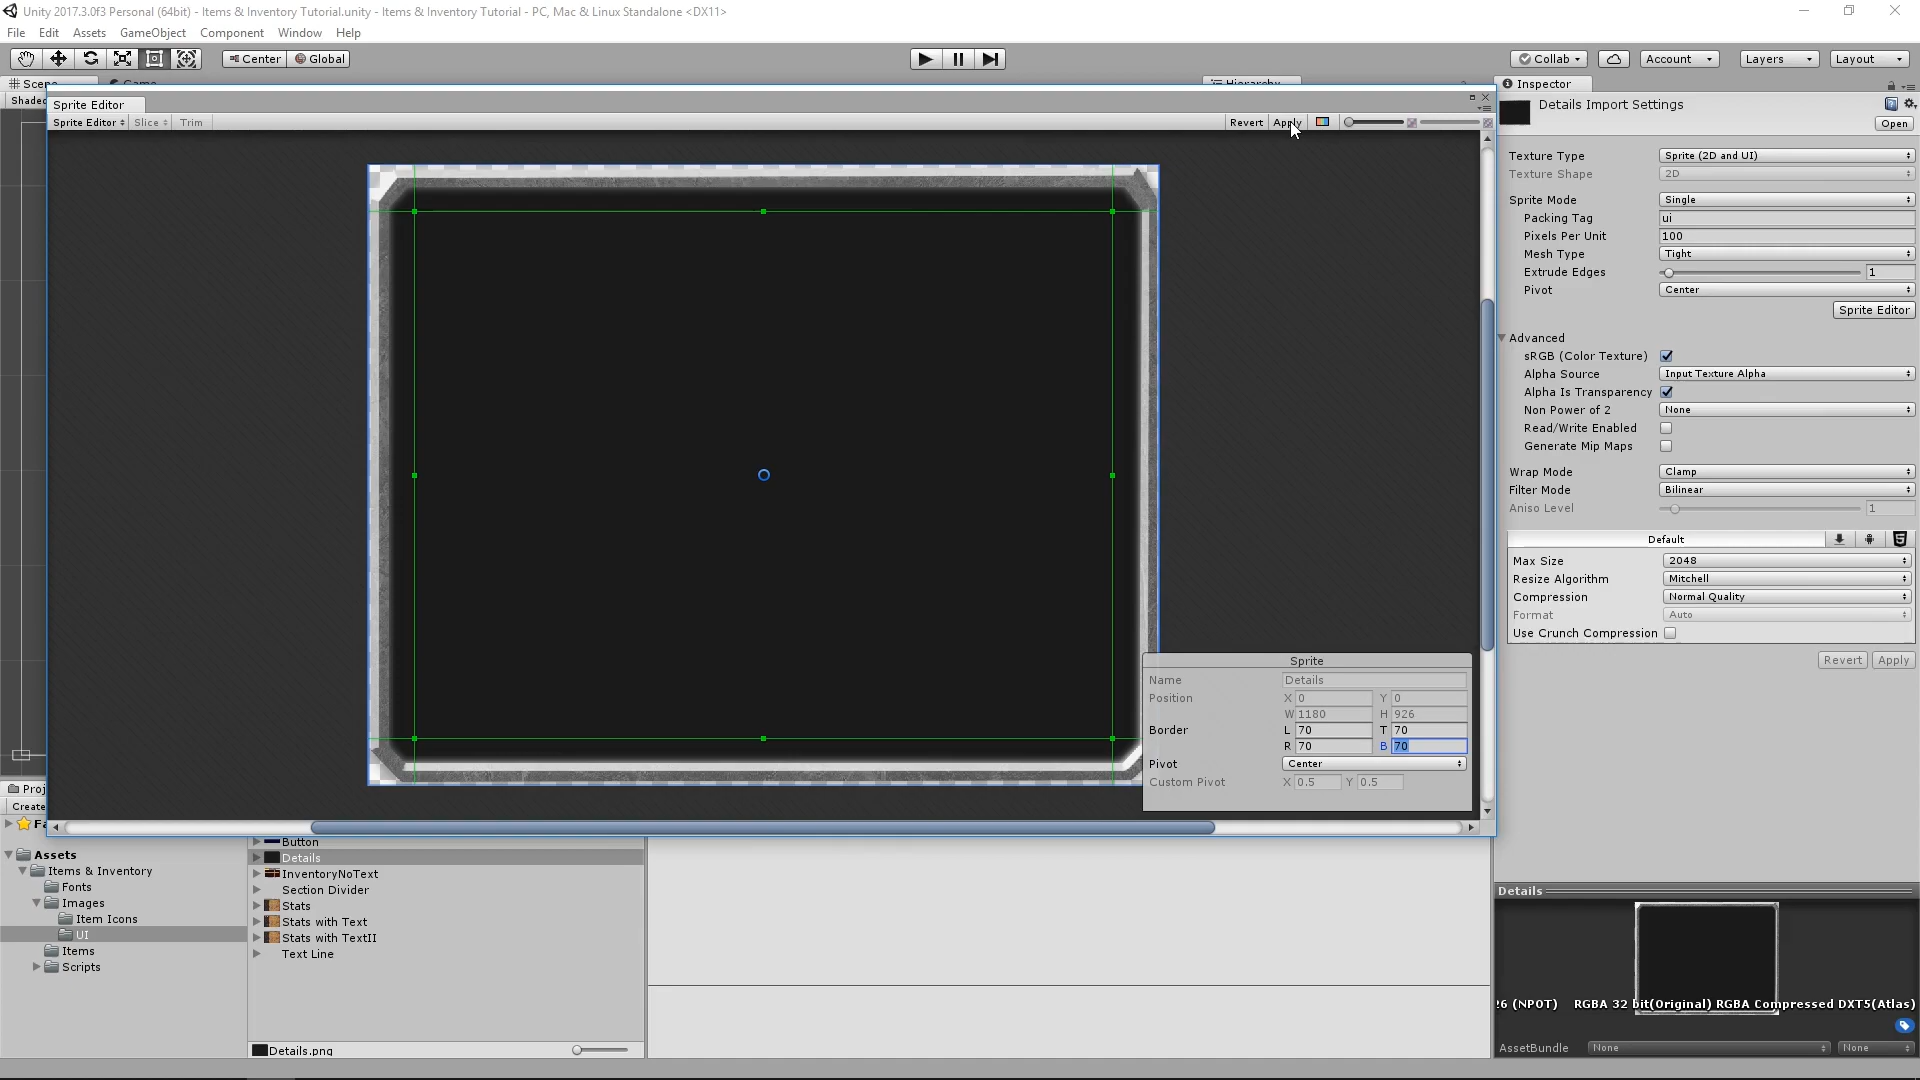 Unity 2017.3.0f3 Personal (64bit) - Items & Inventory Tutorial.unity - Items & Inventory Tutorial - PC, Mac & Linux Standalone <DX11>
File Edit Assets GameObject Component Window Help
Center Global Collab Account Layers Layout
Scene Game Hierarchy Inspector
Shaded
Sprite Editor
Sprite Editor Slice Trim Revert Apply
Details Import Settings
Open
Texture Type Sprite (2D and UI)
Texture Shape 2D
Sprite Mode Single
Packing Tag ui
Pixels Per Unit 100
Mesh Type Tight
Extrude Edges 1
Pivot Center
Sprite Editor
Advanced
sRGB (Color Texture)
Alpha Source Input Texture Alpha
Alpha Is Transparency
Non Power of 2 None
Read/Write Enabled
Generate Mip Maps
Wrap Mode Clamp
Filter Mode Bilinear
Aniso Level 1
Default
Max Size 2048
Resize Algorithm Mitchell
Compression Normal Quality
Format Auto
Use Crunch Compression
Revert Apply
Sprite
Name Details
Position X 0 Y 0
W 1180 H 926
Border L 70 T 70
R 70 B 70
Pivot Center
Custom Pivot X 0.5 Y 0.5
Proj
Create
Fa
Assets
Items & Inventory
Fonts
Images
Item Icons
UI
Items
Scripts
Button
Details
InventoryNoText
Section Divider
Stats
Stats with Text
Stats with TextII
Text Line
Details.png
Details
26 (NPOT) RGBA 32 bit(Original) RGBA Compressed DXT5(Atlas)
AssetBundle None None